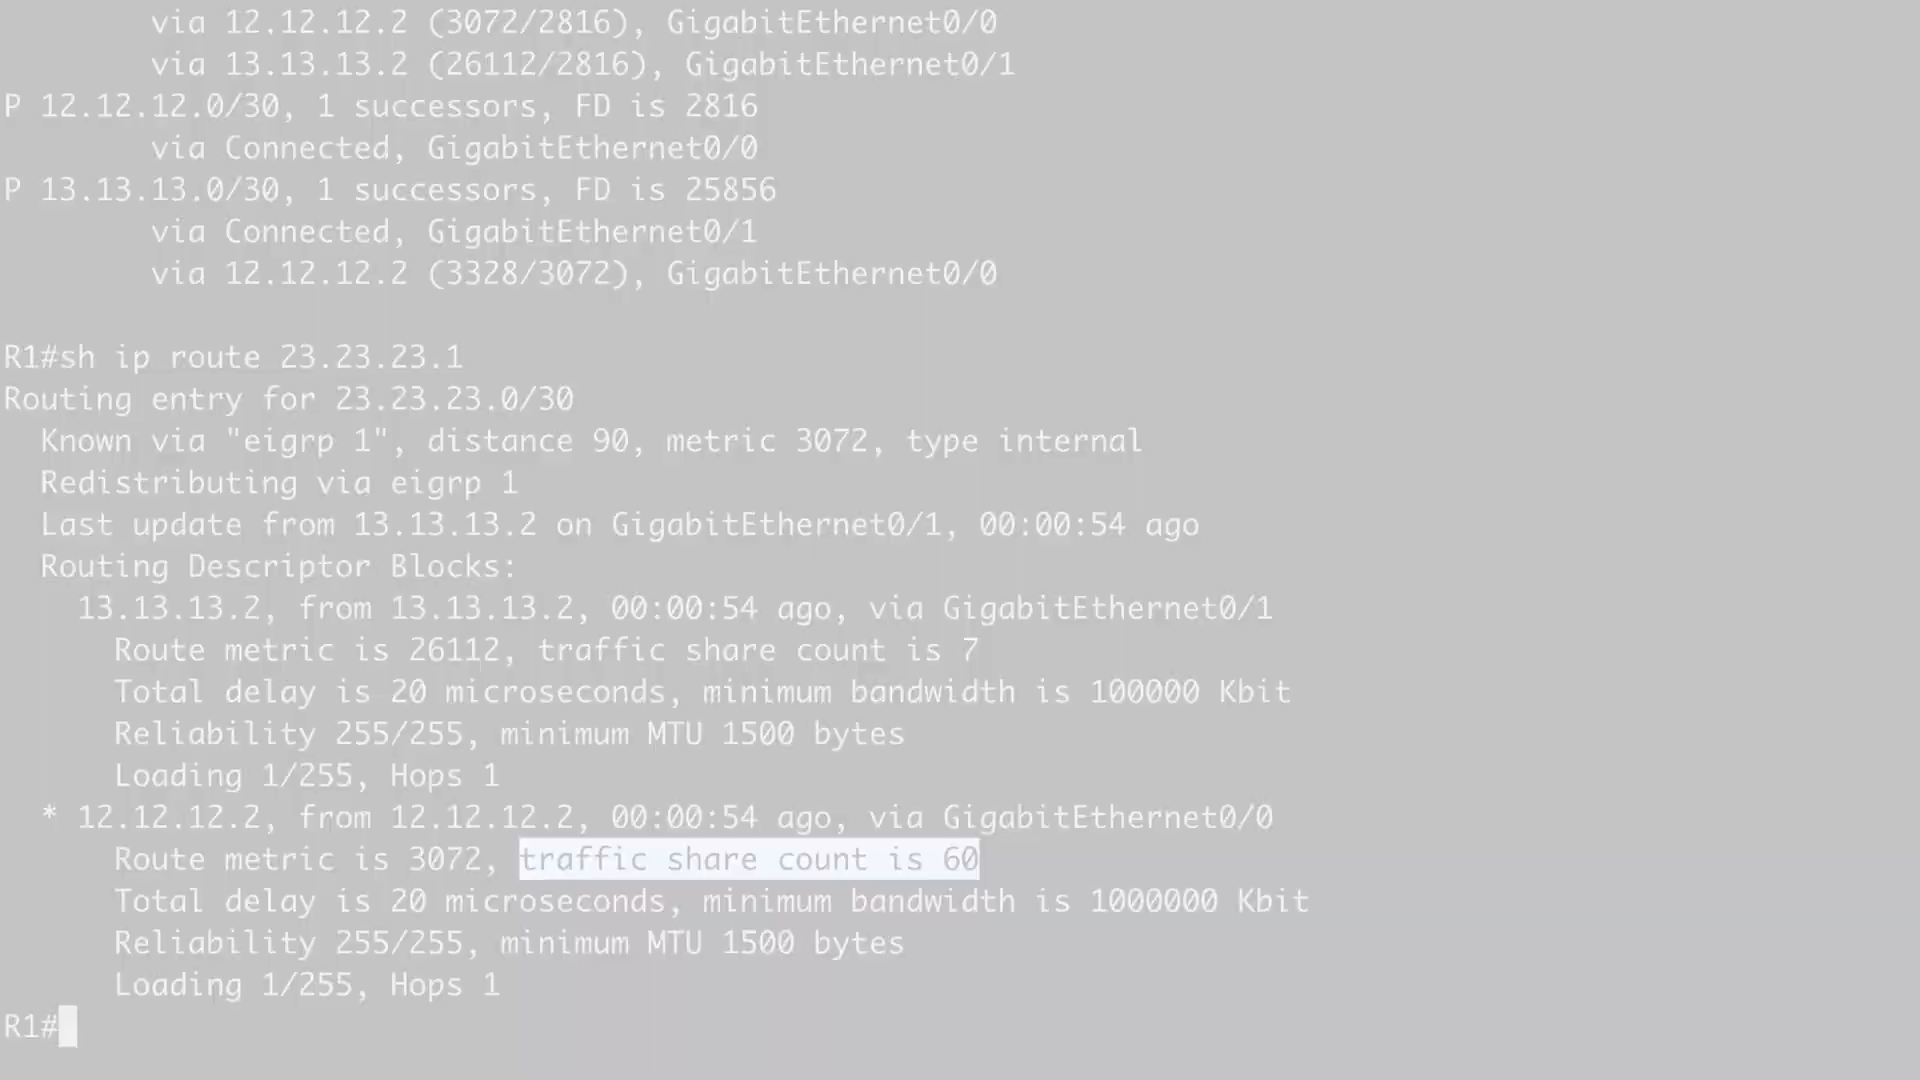 via 12.12.12.2 (3072/2816), GigabitEthernet0/0
via 13.13.13.2 (26112/2816), GigabitEthernet0/1
P 12.12.12.0/30, 1 successors, FD is 2816
via Connected, GigabitEthernet0/0
P 13.13.13.0/30, 1 successors, FD is 25856
via Connected, GigabitEthernet0/1
via 12.12.12.2 (3328/3072), GigabitEthernet0/0
R1#sh ip route 23.23.23.1
Routing entry for 23.23.23.0/30
Known via "eigrp 1", distance 90, metric 3072, type internal
Redistributing via eigrp 1
Last update from 13.13.13.2 on GigabitEthernet0/1, 00:00:54 ago
Routing Descriptor Blocks:
13.13.13.2, from 13.13.13.2, 00:00:54 ago, via GigabitEthernet0/1
Route metric is 26112, traffic share count is 7
Total delay is 20 microseconds, minimum bandwidth is 100000 Kbit
Reliability 255/255, minimum MTU 1500 bytes
Loading 1/255, Hops 1
* 12.12.12.2, from 12.12.12.2, 00:00:54 ago, via GigabitEthernet0/0
Route metric is 3072, traffic share count is 60
Total delay is 20 microseconds, minimum bandwidth is 1000000 Kbit
Reliability 255/255, minimum MTU 1500 bytes
Loading 1/255, Hops 1
R1#